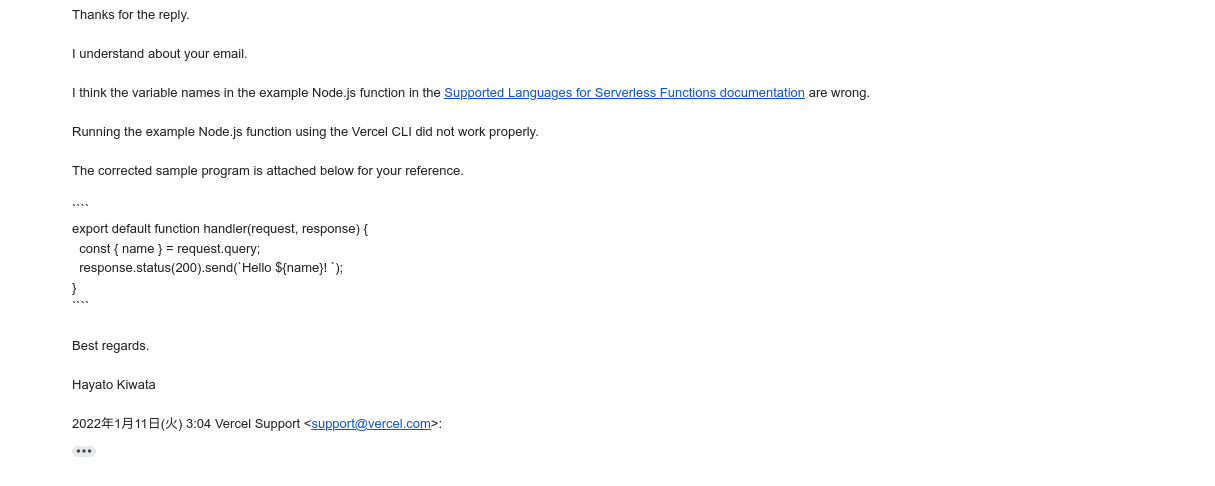 Thanks for the reply.
I understand about your email.
I think the variable names in the example Node.js function in the Supported Languages for Serverless Functions documentation are wrong.
Running the example Node.js function using the Vercel CLI did not work properly.
The corrected sample program is attached below for your reference.
````
export default function handler(request, response) {
  const { name } = request.query;
  response.status(200).send(`Hello ${name}! `);
}
````
Best regards.
Hayato Kiwata
2022年1月11日(火) 3:04 Vercel Support <support@vercel.com>: